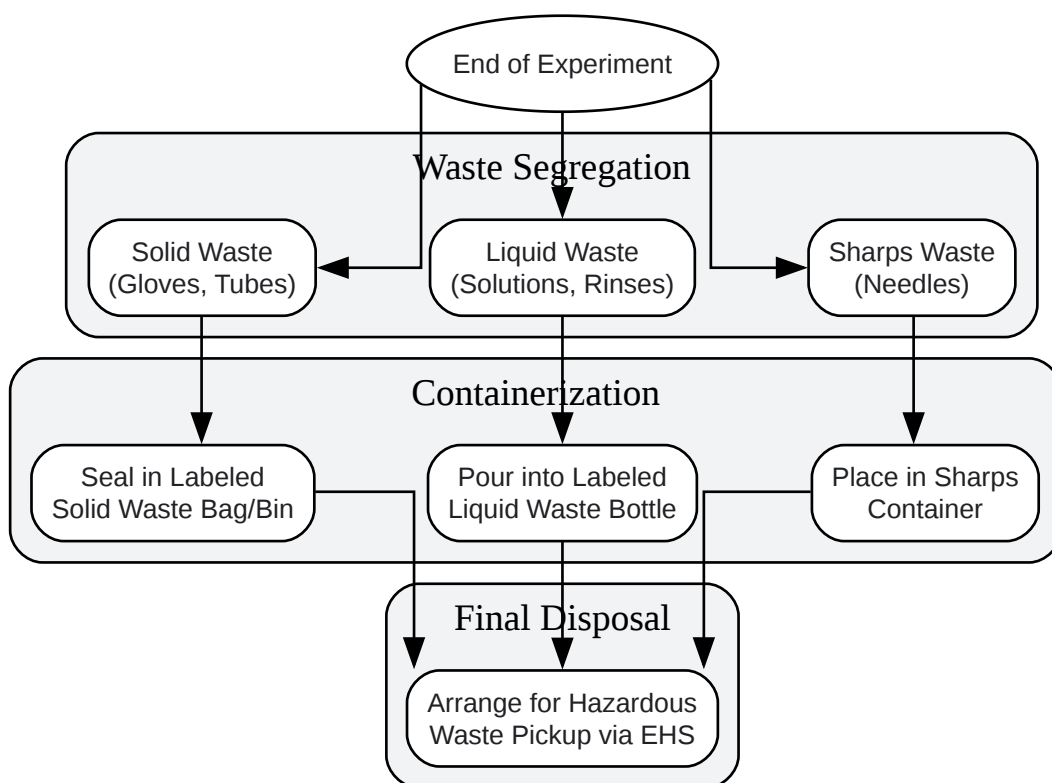 End of Experiment
Waste Segregation
Solid Waste
(Gloves, Tubes)
Liquid Waste
(Solutions, Rinses)
Sharps Waste
(Needles)
Containerization
Seal in Labeled
Solid Waste Bag/Bin
Pour into Labeled
Liquid Waste Bottle
Place in Sharps
Container
Final Disposal
Arrange for Hazardous
Waste Pickup via EHS